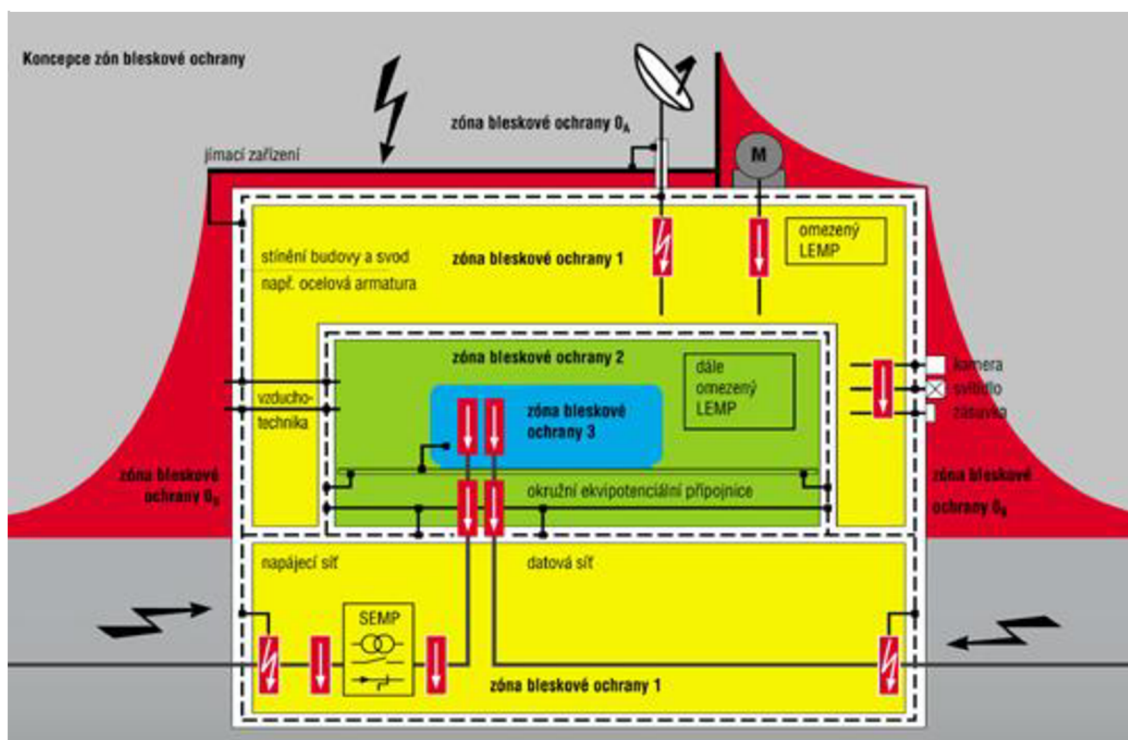 Koncepce zón bleskové ochrany
zóna bleskové ochrany 0A
jímací zařízení
M
omezený
LEMP
stínění budovy a svod
např. ocelová armatura
zóna bleskové ochrany 1
zóna bleskové ochrany 2
dále
omezený
LEMP
kamera
svítidlo
zásuvka
vzducho-
technika
zóna bleskové
ochrany 3
zóna bleskové
ochrany 0B
zóna bleskové
ochrany 0B
okružní ekvipotenciální přípojnice
napájecí síť
datová síť
SEMP
zóna bleskové ochrany 1